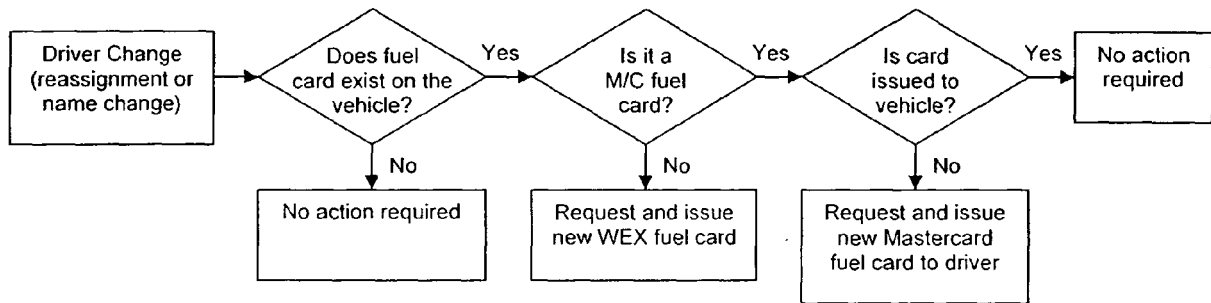 Driver Change
(reassignment or
name change)
Does fuel
card exist on the
vehicle?
Yes
Is it a
M/C fuel
card?
Yes
Is card
issued to
vehicle?
Yes
No action
required
No
No
No
No action required
Request and issue
new WEX fuel card
Request and issue
new Mastercard
fuel card to driver